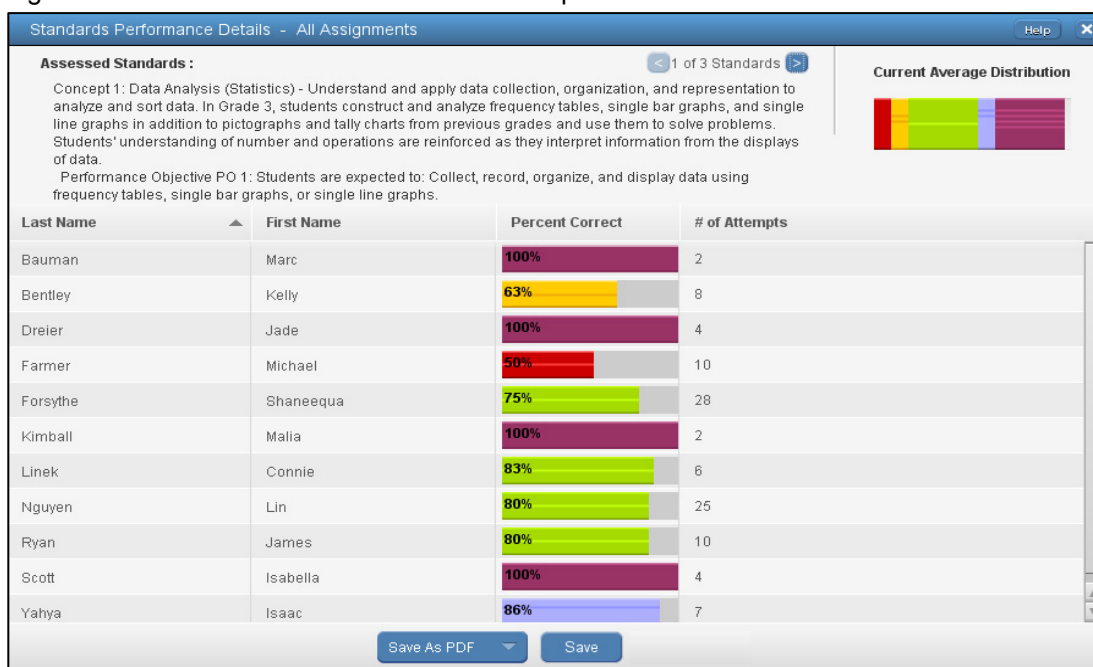 Standards Performance Details - All Assignments
Help
Assessed Standards :
1 of 3 Standards
Current Average Distribution
Concept 1: Data Analysis (Statistics) - Understand and apply data collection, organization, and representation to
analyze and sort data. In Grade 3, students construct and analyze frequency tables, single bar graphs, and single
line graphs in addition to pictographs and tally charts from previous grades and use them to solve problems.
Students' understanding of number and operations are reinforced as they interpret information from the displays
of data.
Performance Objective PO 1: Students are expected to: Collect, record, organize, and display data using
frequency tables, single bar graphs, or single line graphs.
Last Name First Name Percent Correct # of Attempts
Bauman Marc 100% 2
Bentley Kelly 63% 8
Dreier Jade 100% 4
Farmer Michael 50% 10
Forsythe Shaneequa 75% 28
Kimball Malia 100% 2
Linek Connie 83% 6
Nguyen Lin 80% 25
Ryan James 80% 10
Scott Isabella 100% 4
Yahya Isaac 86% 7
Save As PDF Save